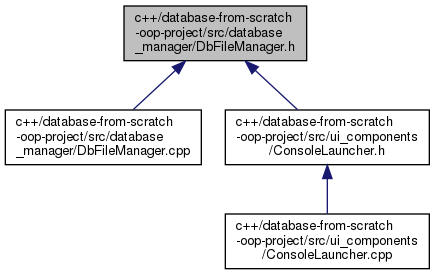 c++/database-from-scratch
-oop-project/src/database
_manager/DbFileManager.h
c++/database-from-scratch
-oop-project/src/database
_manager/DbFileManager.cpp
c++/database-from-scratch
-oop-project/src/ui_components
/ConsoleLauncher.h
c++/database-from-scratch
-oop-project/src/ui_components
/ConsoleLauncher.cpp